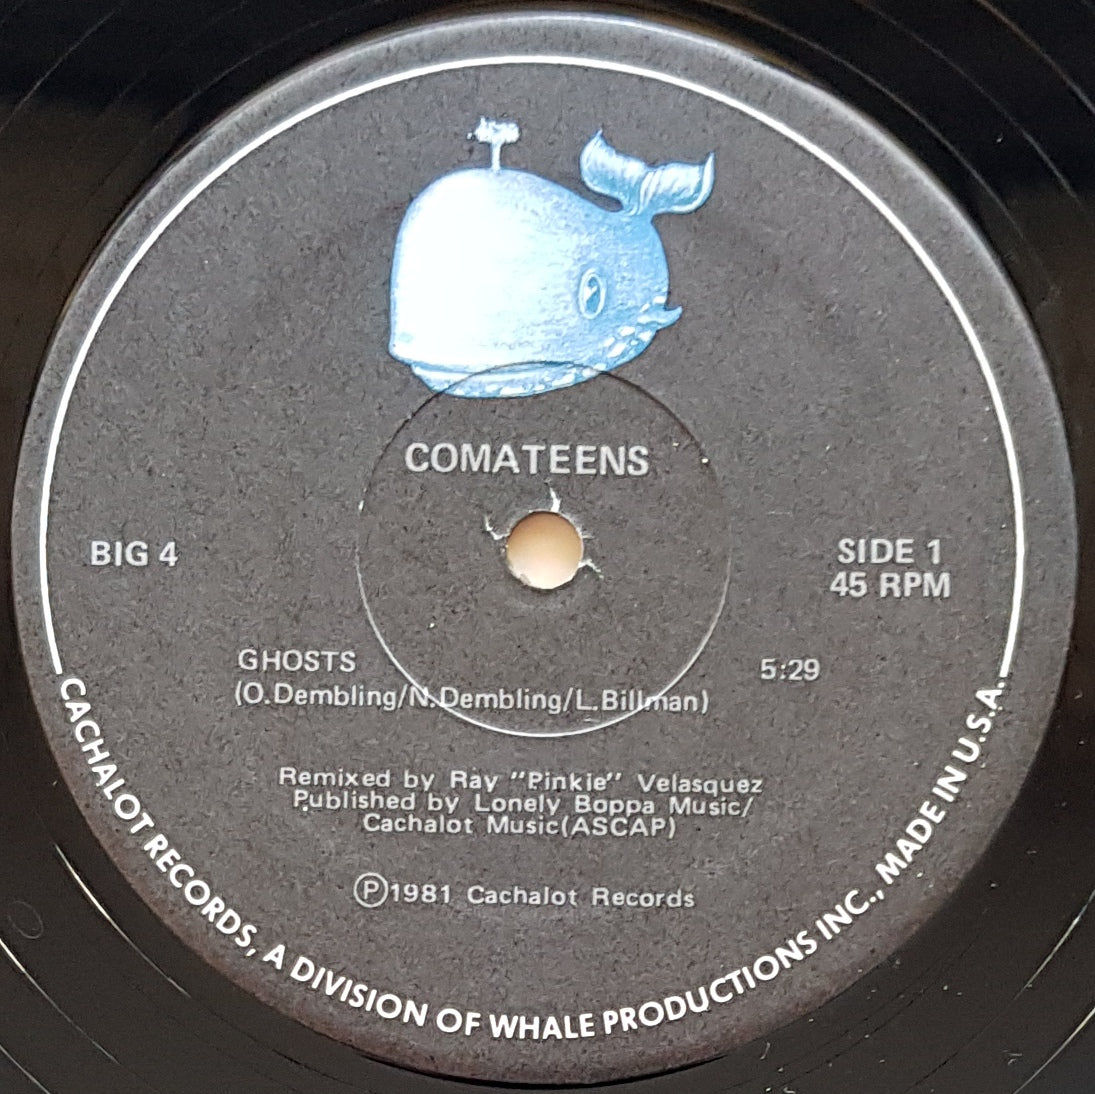 COMATEENS
BIG 4
SIDE 1
45 RPM
GHOSTS
5:29
(O.Dembling/N.Dembling/L.Billman)
Remixed by Ray "Pinkie" Velasquez
Published by Lonely Boppa Music/
Cachalot Music(ASCAP)
Ⓟ1981 Cachalot Records
CACHALOT RECORDS, A DIVISION OF WHALE PRODUCTIONS INC., MADE IN U.S.A.